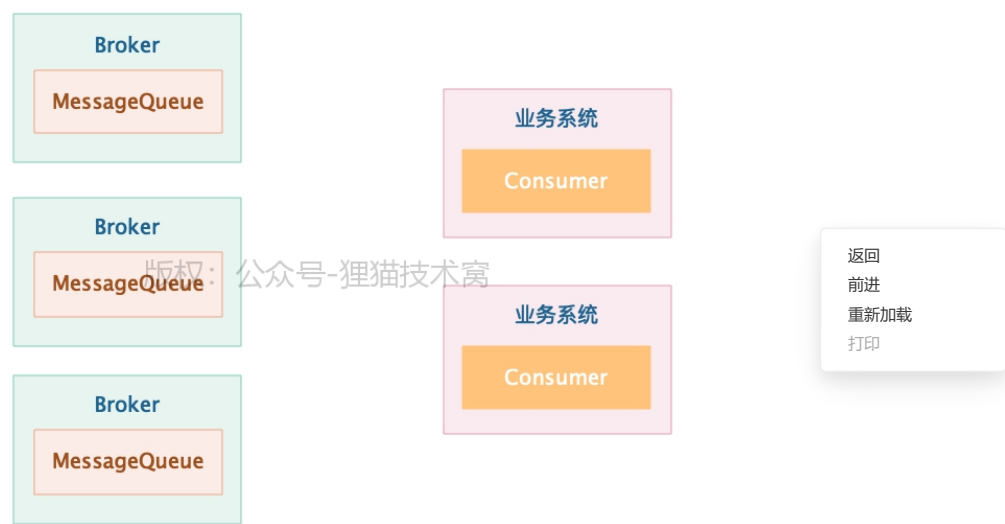 Broker
MessageQueue
Broker
MessageQueue
Broker
MessageQueue
版权：公众号-狸猫技术窝
业务系统
Consumer
业务系统
Consumer
返回
前进
重新加载
打印